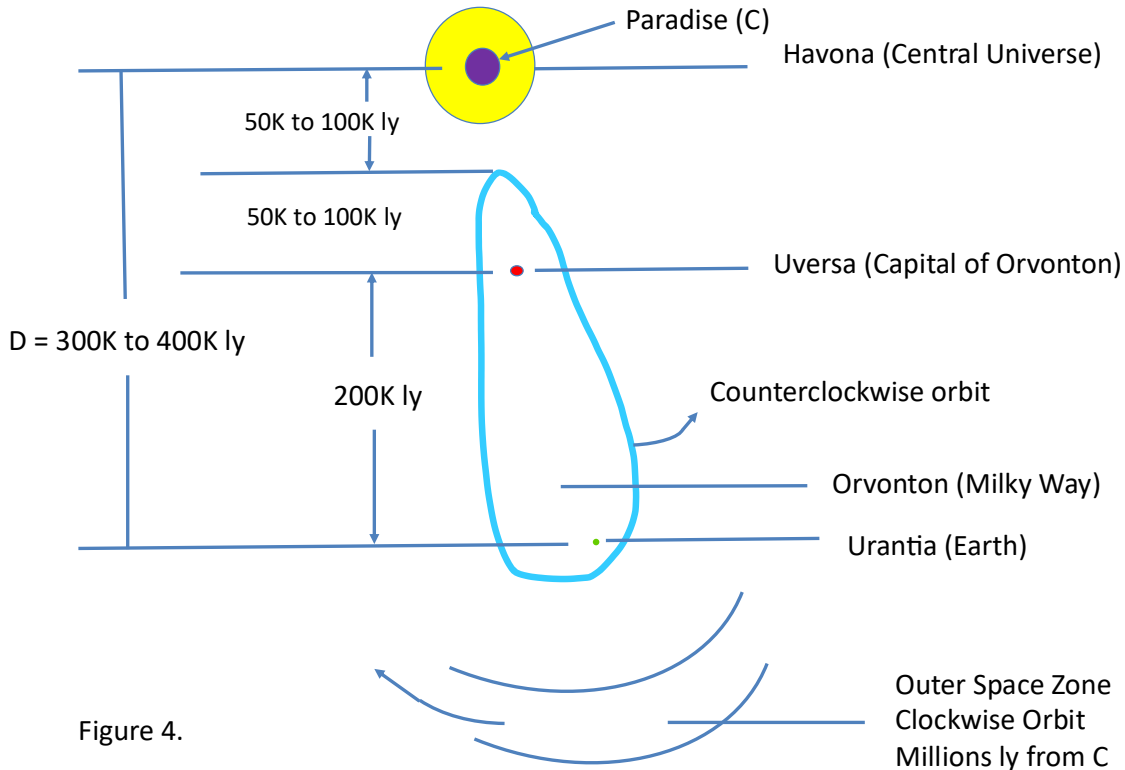 Paradise (C)
Havona (Central Universe)
50K to 100K ly
50K to 100K ly
Uversa (Capital of Orvonton)
D = 300K to 400K ly
200K ly
Counterclockwise orbit
Orvonton (Milky Way)
Urantia (Earth)
Outer Space Zone
Clockwise Orbit
Millions ly from C
Figure 4.